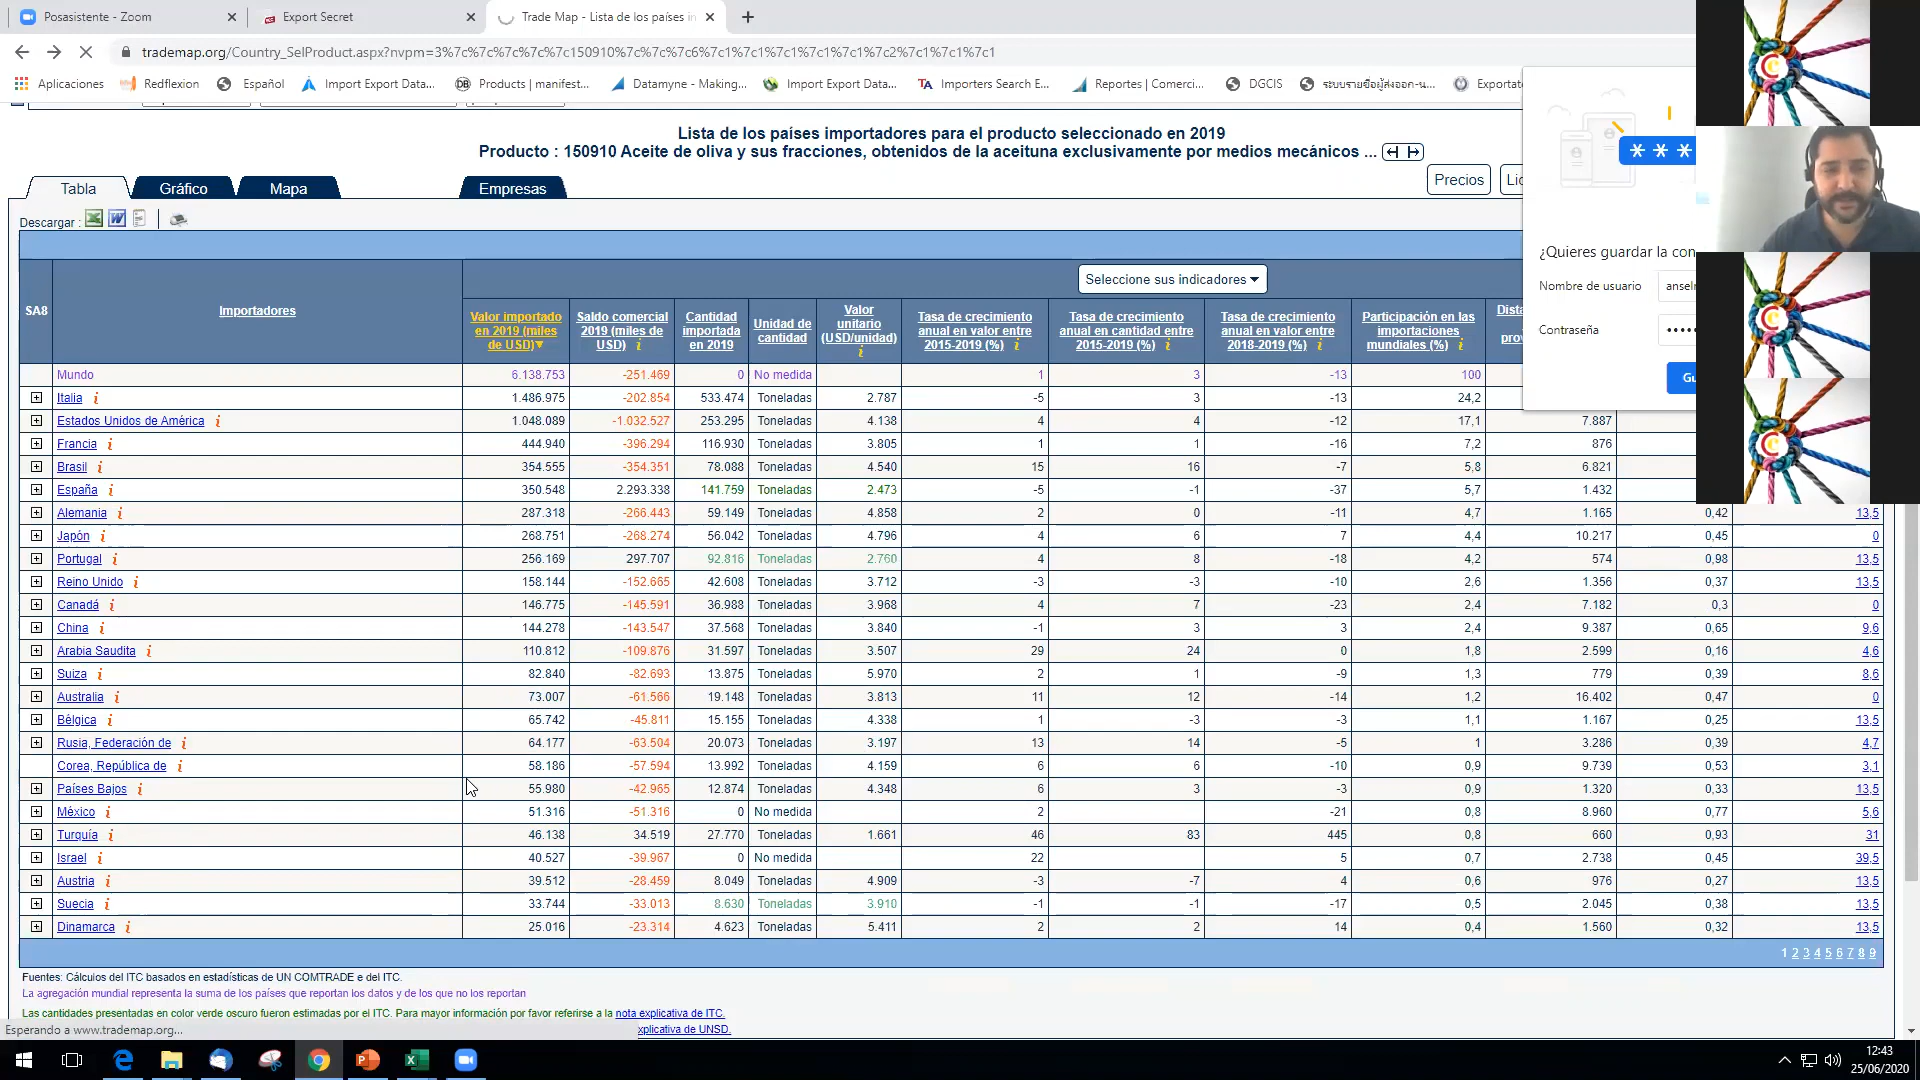 Posasistente - Zoom
Export Secret
Trade Map - Lista de los países in
trademap.org/Country_SelProduct.aspx?nvpm=3%7c%7c%7c%7c%7c150910%7c%7c%7c6%7c1%7c1%7c1%7c1%7c1%7c2%7c1%7c1%7c1
Aplicaciones
Redflexion
Español
Import Export Data...
DB Products | manifest...
Datamyne - Making...
Import Export Data...
TA Importers Search E...
Reportes | Comerci...
DGCIS
ระบบรายชื่อผู้ส่งออก-น...
Exportat
Lista de los países importadores para el producto seleccionado en 2019
Producto : 150910 Aceite de oliva y sus fracciones, obtenidos de la aceituna exclusivamente por medios mecánicos ...
Tabla Gráfico Mapa Empresas
Precios
Descargar :
¿Quieres guardar la con
Nombre de usuario anseln
Contraseña
Gu
Seleccione sus indicadores
SA8 Importadores Valor importado en 2019 (miles de USD) Saldo comercial 2019 (miles de USD) i Cantidad importada en 2019 Unidad de cantidad Valor unitario (USD/unidad) i Tasa de crecimiento anual en valor entre 2015-2019 (%) i Tasa de crecimiento anual en cantidad entre 2015-2019 (%) i Tasa de crecimiento anual en valor entre 2018-2019 (%) i Participación en las importaciones mundiales (%) i Dista prov
Mundo 6.138.753 -251.469 0 No medida 1 3 -13 100
Italia i 1.486.975 -202.854 533.474 Toneladas 2.787 -5 3 -13 24,2
Estados Unidos de América i 1.048.089 -1.032.527 253.295 Toneladas 4.138 4 4 -12 17,1 7.887
Francia i 444.940 -396.294 116.930 Toneladas 3.805 1 1 -16 7,2 876
Brasil i 354.555 -354.351 78.088 Toneladas 4.540 15 16 -7 5,8 6.821
España i 350.548 2.293.338 141.759 Toneladas 2.473 -5 -1 -37 5,7 1.432
Alemania i 287.318 -266.443 59.149 Toneladas 4.858 2 0 -11 4,7 1.165 0,42 13,5
Japón i 268.751 -268.274 56.042 Toneladas 4.796 4 6 7 4,4 10.217 0,45 0
Portugal i 256.169 297.707 92.816 Toneladas 2.760 4 8 -18 4,2 574 0,98 13,5
Reino Unido i 158.144 -152.665 42.608 Toneladas 3.712 -3 -3 -10 2,6 1.356 0,37 13,5
Canadá i 146.775 -145.591 36.988 Toneladas 3.968 4 7 -23 2,4 7.182 0,3 0
China i 144.278 -143.547 37.568 Toneladas 3.840 -1 3 3 2,4 9.387 0,65 9,6
Arabia Saudita i 110.812 -109.876 31.597 Toneladas 3.507 29 24 0 1,8 2.599 0,16 4,6
Suiza i 82.840 -82.693 13.875 Toneladas 5.970 2 1 -9 1,3 779 0,39 8,6
Australia i 73.007 -61.566 19.148 Toneladas 3.813 11 12 -14 1,2 16.402 0,47 0
Bélgica i 65.742 -45.811 15.155 Toneladas 4.338 1 -3 -3 1,1 1.167 0,25 13,5
Rusia, Federación de i 64.177 -63.504 20.073 Toneladas 3.197 13 14 -5 1 3.286 0,39 4,7
Corea, República de i 58.186 -57.594 13.992 Toneladas 4.159 6 6 -10 0,9 9.739 0,53 3,1
Países Bajos i 55.980 -42.965 12.874 Toneladas 4.348 6 3 -3 0,9 1.320 0,33 13,5
México i 51.316 -51.316 0 No medida 2 -21 0,8 8.960 0,77 5,6
Turquía i 46.138 34.519 27.770 Toneladas 1.661 46 83 445 0,8 660 0,93 31
Israel i 40.527 -39.967 0 No medida 22 5 0,7 2.738 0,45 39,5
Austria i 39.512 -28.459 8.049 Toneladas 4.909 -3 -7 4 0,6 976 0,27 13,5
Suecia i 33.744 -33.013 8.630 Toneladas 3.910 -1 -1 -17 0,5 2.045 0,38 13,5
Dinamarca i 25.016 -23.314 4.623 Toneladas 5.411 2 2 14 0,4 1.560 0,32 13,5
1 2 3 4 5 6 7 8 9
Fuentes: Cálculos del ITC basados en estadísticas de UN COMTRADE e del ITC.
La agregación mundial representa la suma de los países que reportan los datos y de los que no los reportan
Las cantidades presentadas en color verde oscuro fueron estimadas por el ITC. Para mayor información por favor referirse a la nota explicativa de ITC.
Esperando a www.trademap.org...
xplicativa de UNSD.
12:43
25/06/2020